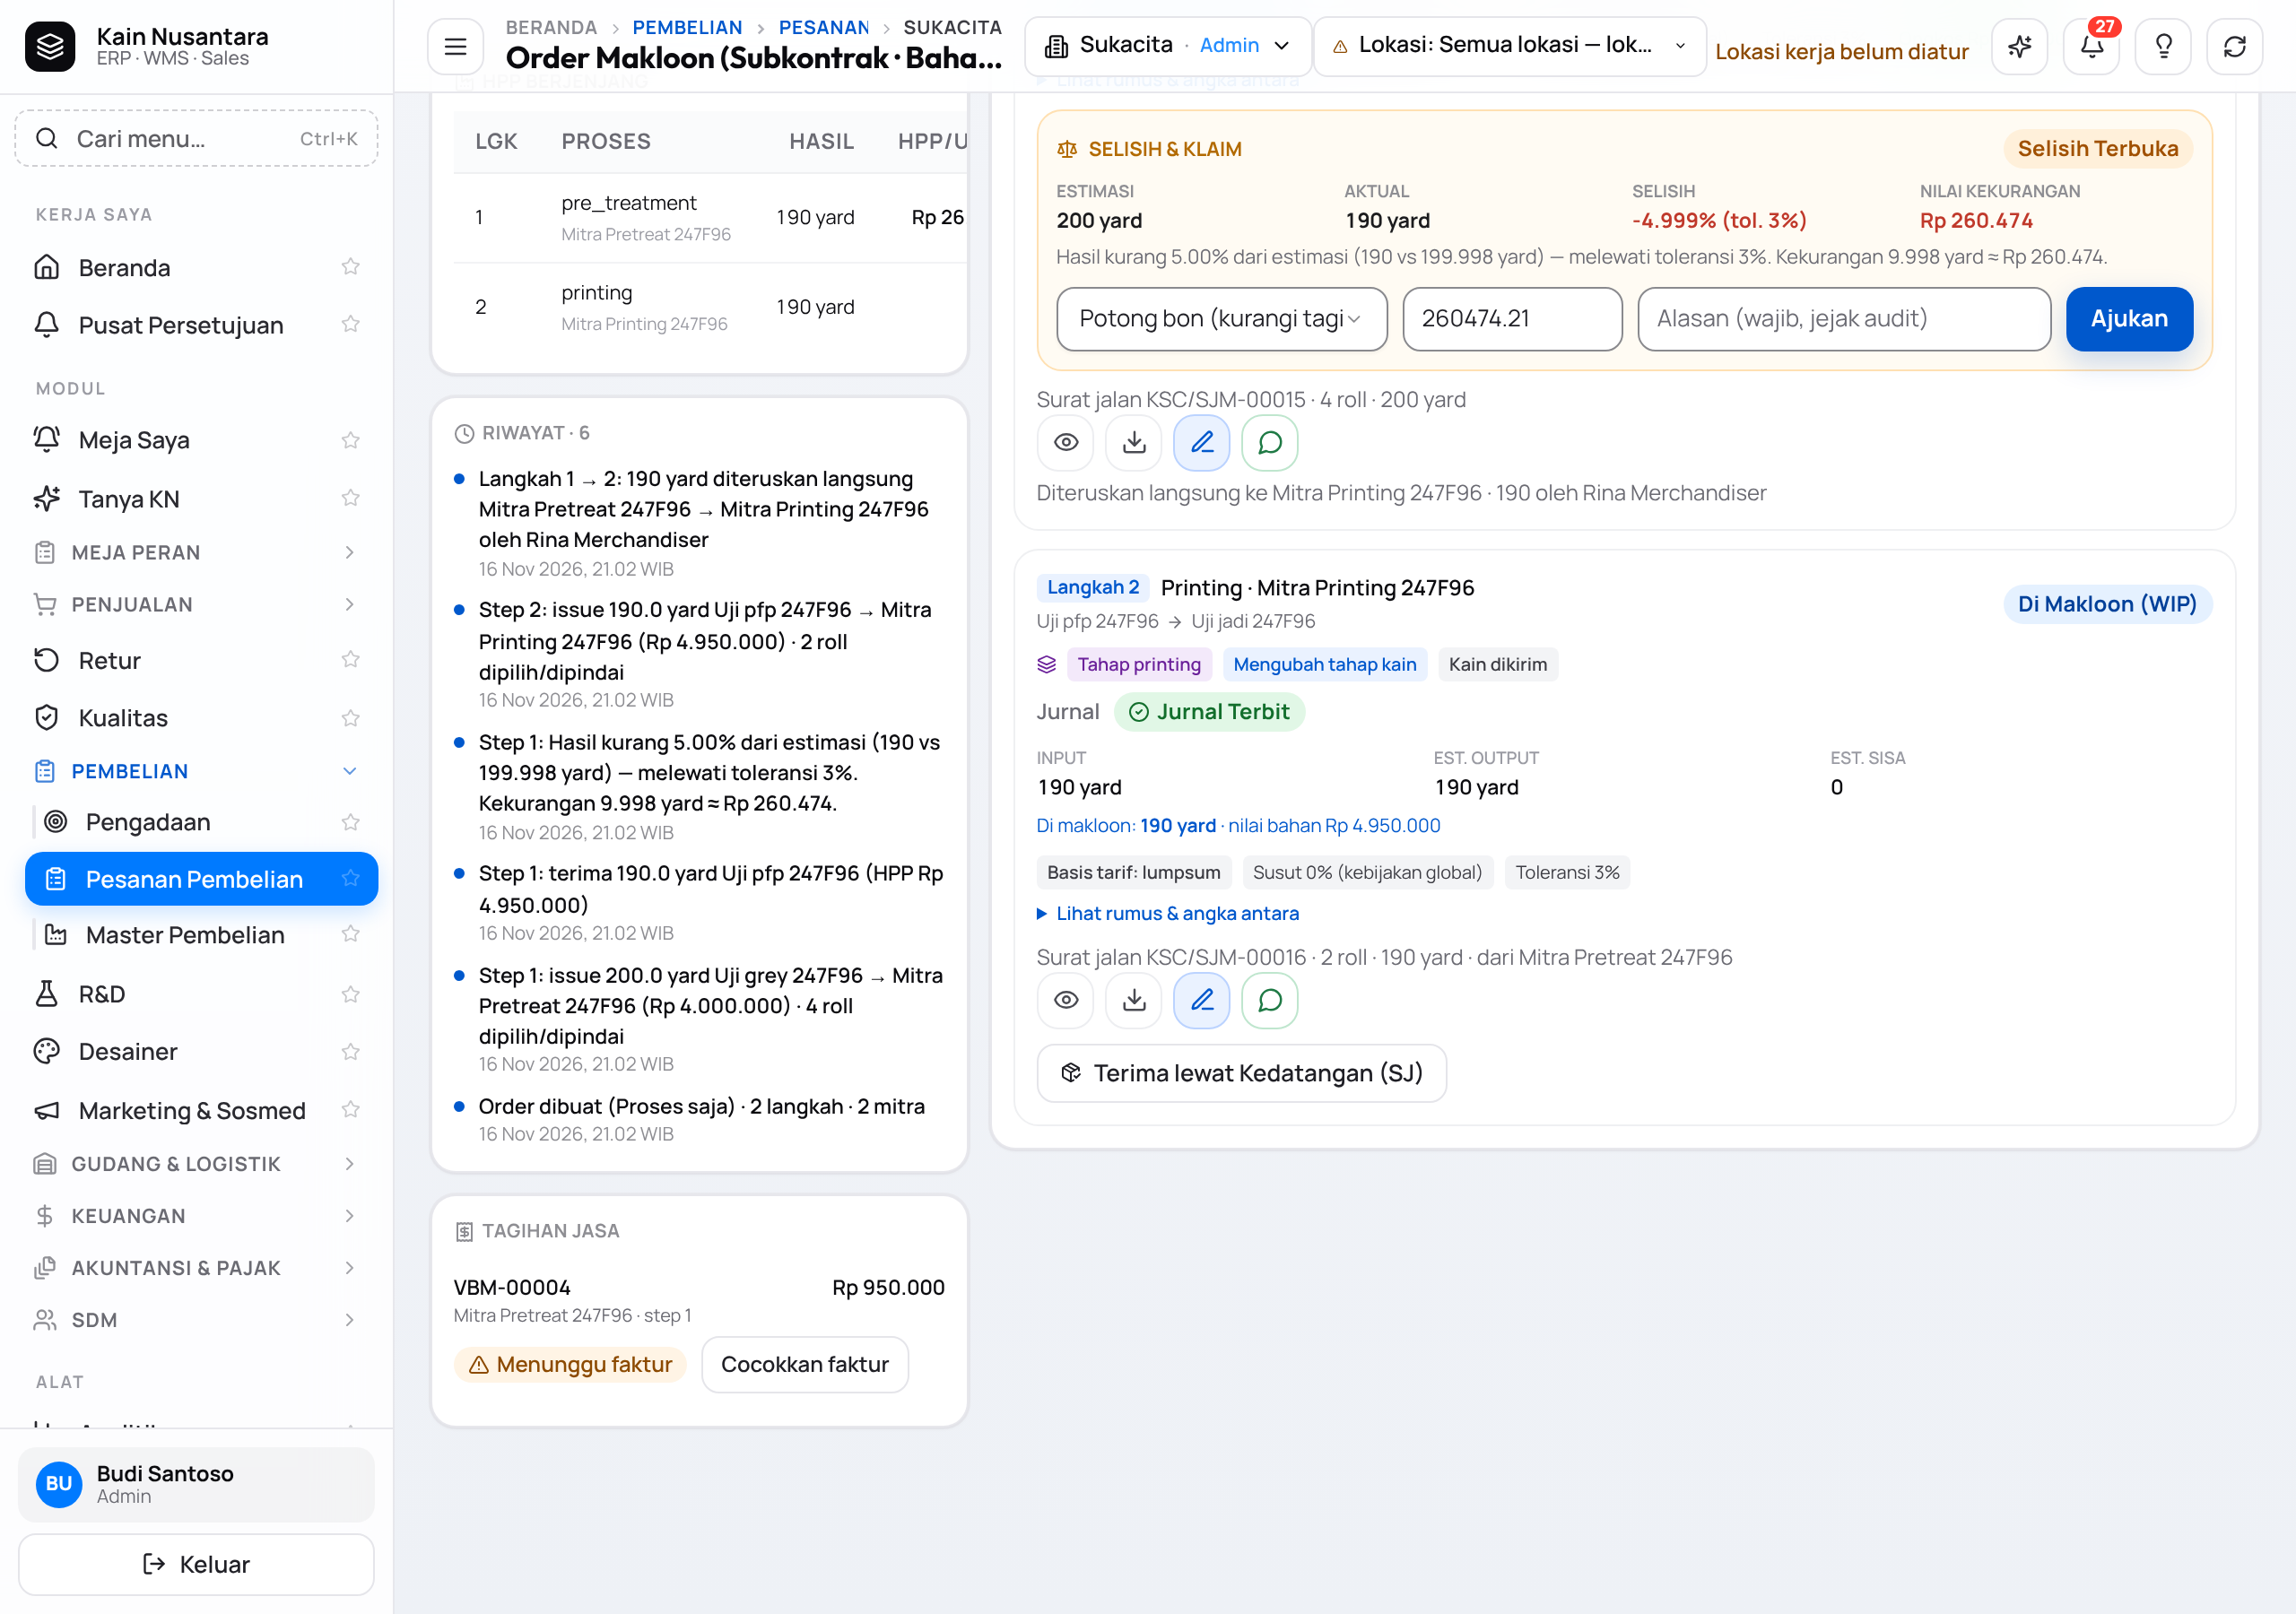 Kain Nusantara
ERP · WMS · Sales
Cari menu...
Ctrl+K
KERJA SAYA
Beranda
Pusat Persetujuan
MODUL
Meja Saya
Tanya KN
MEJA PERAN
PENJUALAN
Retur
Kualitas
PEMBELIAN
Pengadaan
Pesanan Pembelian
Master Pembelian
R&D
Desainer
Marketing & Sosmed
GUDANG & LOGISTIK
KEUANGAN
AKUNTANSI & PAJAK
SDM
ALAT
BU
Budi Santoso
Admin
Keluar
BERANDA > PEMBELIAN > PESANAN > SUKACITA
Order Makloon (Subkontrak · Baha...
Sukacita · Admin
Lokasi: Semua lokasi — lok...
Lokasi kerja belum diatur
27
HPP BERJENJANG
LGK PROSES HASIL HPP/U
1 pre_treatment 190 yard Rp 26
Mitra Pretreat 247F96
2 printing 190 yard
Mitra Printing 247F96
RIWAYAT · 6
Langkah 1 → 2: 190 yard diteruskan langsung
Mitra Pretreat 247F96 → Mitra Printing 247F96
oleh Rina Merchandiser
16 Nov 2026, 21.02 WIB
Step 2: issue 190.0 yard Uji pfp 247F96 → Mitra
Printing 247F96 (Rp 4.950.000) · 2 roll
dipilih/dipindai
16 Nov 2026, 21.02 WIB
Step 1: Hasil kurang 5.00% dari estimasi (190 vs
199.998 yard) — melewati toleransi 3%.
Kekurangan 9.998 yard ≈ Rp 260.474.
16 Nov 2026, 21.02 WIB
Step 1: terima 190.0 yard Uji pfp 247F96 (HPP Rp
4.950.000)
16 Nov 2026, 21.02 WIB
Step 1: issue 200.0 yard Uji grey 247F96 → Mitra
Pretreat 247F96 (Rp 4.000.000) · 4 roll
dipilih/dipindai
16 Nov 2026, 21.02 WIB
Order dibuat (Proses saja) · 2 langkah · 2 mitra
16 Nov 2026, 21.02 WIB
TAGIHAN JASA
VBM-00004 Rp 950.000
Mitra Pretreat 247F96 · step 1
Menunggu faktur
Cocokkan faktur
Lihat rumus & angka antara
SELISIH & KLAIM
Selisih Terbuka
ESTIMASI AKTUAL SELISIH NILAI KEKURANGAN
200 yard 190 yard -4.999% (tol. 3%) Rp 260.474
Hasil kurang 5.00% dari estimasi (190 vs 199.998 yard) — melewati toleransi 3%. Kekurangan 9.998 yard ≈ Rp 260.474.
Potong bon (kurangi tagi
260474.21
Alasan (wajib, jejak audit)
Ajukan
Surat jalan KSC/SJM-00015 · 4 roll · 200 yard
Diteruskan langsung ke Mitra Printing 247F96 · 190 oleh Rina Merchandiser
Langkah 2 Printing · Mitra Printing 247F96
Di Makloon (WIP)
Uji pfp 247F96 → Uji jadi 247F96
Tahap printing Mengubah tahap kain Kain dikirim
Jurnal Jurnal Terbit
INPUT EST. OUTPUT EST. SISA
190 yard 190 yard 0
Di makloon: 190 yard · nilai bahan Rp 4.950.000
Basis tarif: lumpsum Susut 0% (kebijakan global) Toleransi 3%
Lihat rumus & angka antara
Surat jalan KSC/SJM-00016 · 2 roll · 190 yard · dari Mitra Pretreat 247F96
Terima lewat Kedatangan (SJ)